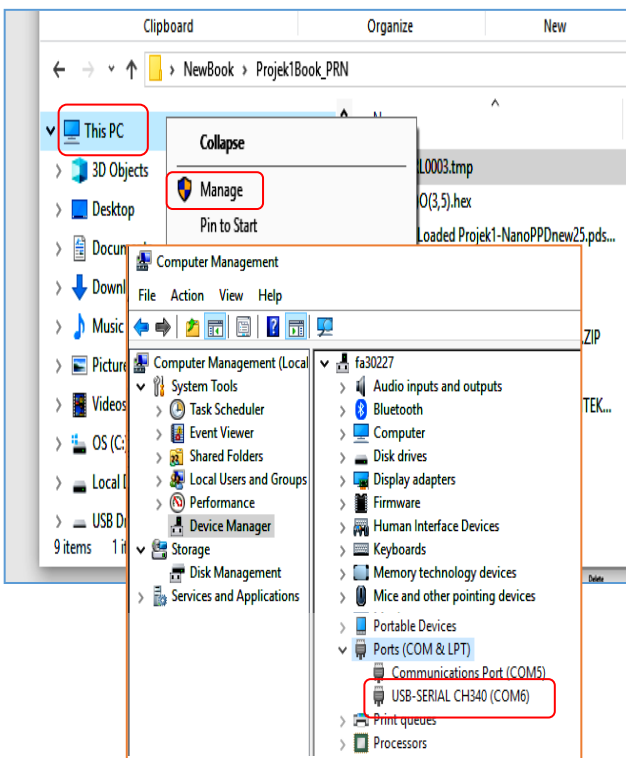 Clipboard Organize New
NewBook Projek1Book_PRN
This PC
3D Objects
Desktop
Music
Videos
9 items
Collapse
Manage
Pin to Start
L0003.tmp
O(3,5).hex
Loaded Projek1-NanoPPDnew25.pds...
.ZIP
TEK...
Delete
Computer Management
File Action View Help
Computer Management (Local
System Tools
Task Scheduler
Event Viewer
Shared Folders
Local Users and Groups
Performance
Device Manager
Storage
Disk Management
Services and Applications
fa30227
Audio inputs and outputs
Bluetooth
Computer
Disk drives
Display adapters
Firmware
Human Interface Devices
Keyboards
Memory technology devices
Mice and other pointing devices
Portable Devices
Ports (COM & LPT)
Communications Port (COM5)
USB-SERIAL CH340 (COM6)
Print queues
Processors